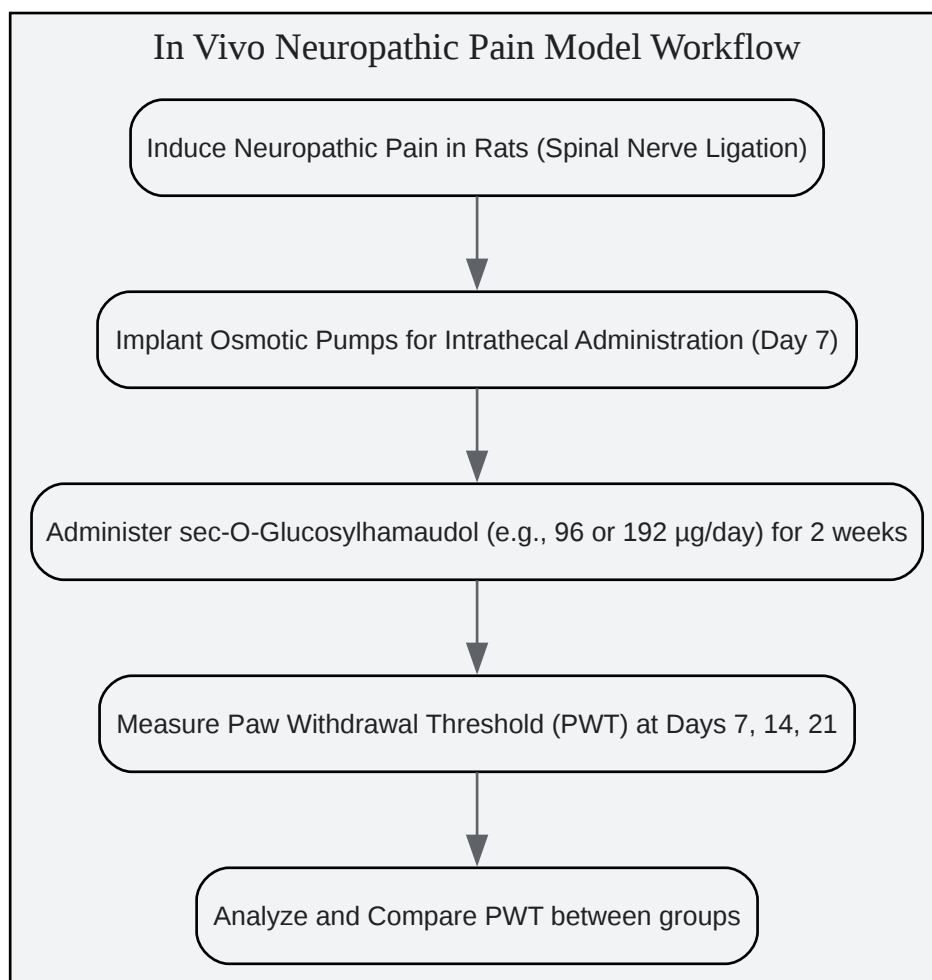 In Vivo Neuropathic Pain Model Workflow
Induce Neuropathic Pain in Rats (Spinal Nerve Ligation)
Implant Osmotic Pumps for Intrathecal Administration (Day 7)
Administer sec-O-Glucosylhamaudol (e.g., 96 or 192 µg/day) for 2 weeks
Measure Paw Withdrawal Threshold (PWT) at Days 7, 14, 21
Analyze and Compare PWT between groups